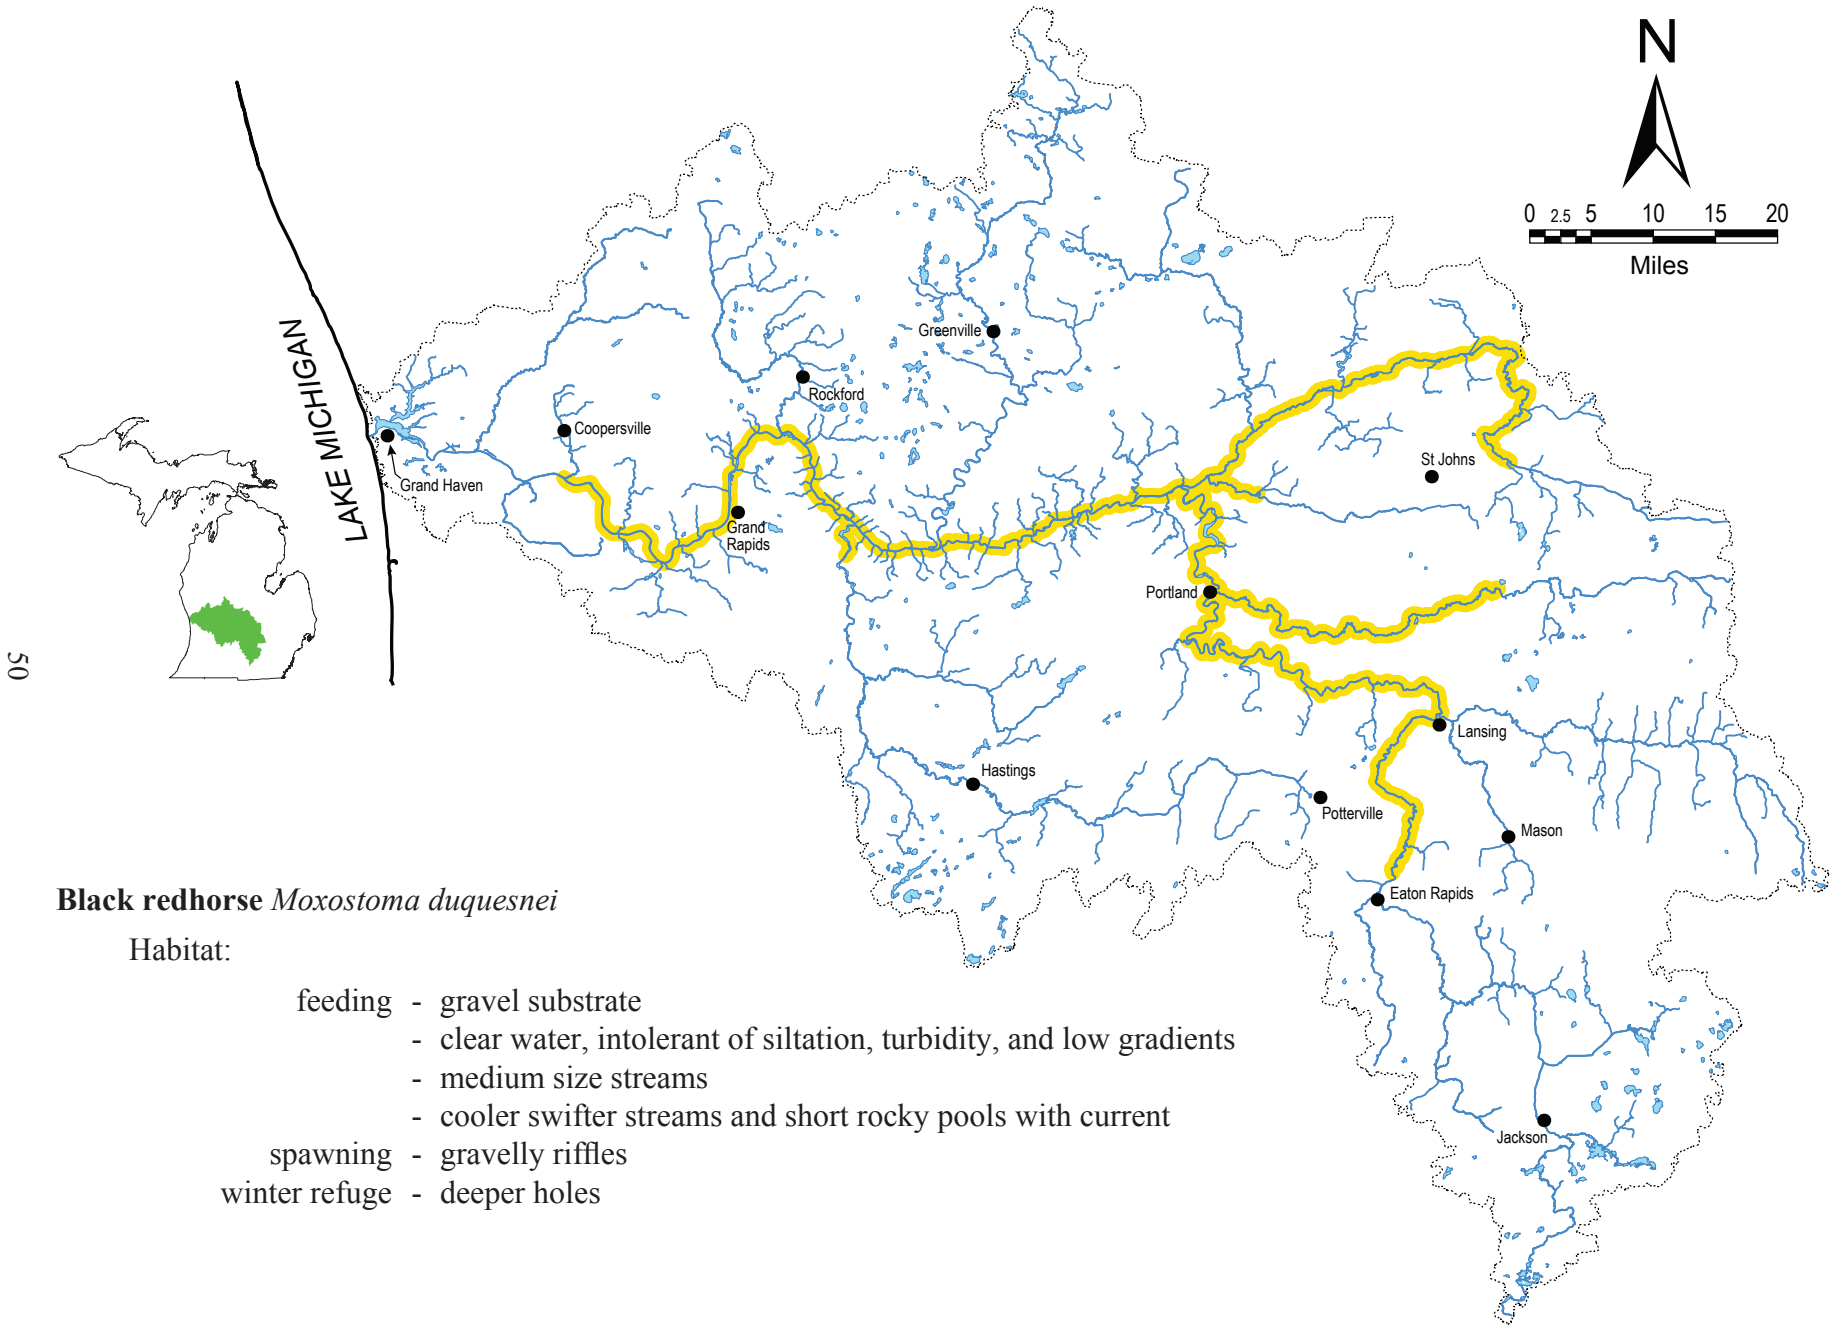 N
0 2.5 5 10 15 20
Miles
LAKE MICHIGAN
Greenville
Rockford
Coopersville
Grand Haven
St Johns
Grand
Rapids
Portland
Lansing
Hastings
Potterville
Mason
Eaton Rapids
Jackson
Black redhorse Moxostoma duquesnei
Habitat:
feeding - gravel substrate
- clear water, intolerant of siltation, turbidity, and low gradients
- medium size streams
- cooler swifter streams and short rocky pools with current
spawning - gravelly riffles
winter refuge - deeper holes
50